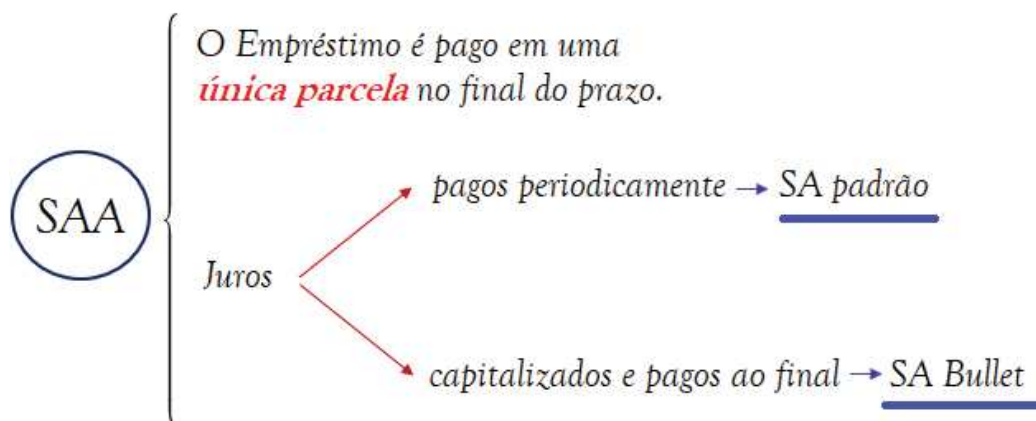 O Empréstimo é pago em uma
única parcela no final do prazo.
pagos periodicamente → SA padrão
SAA
Juros
capitalizados e pagos ao final → SA Bullet